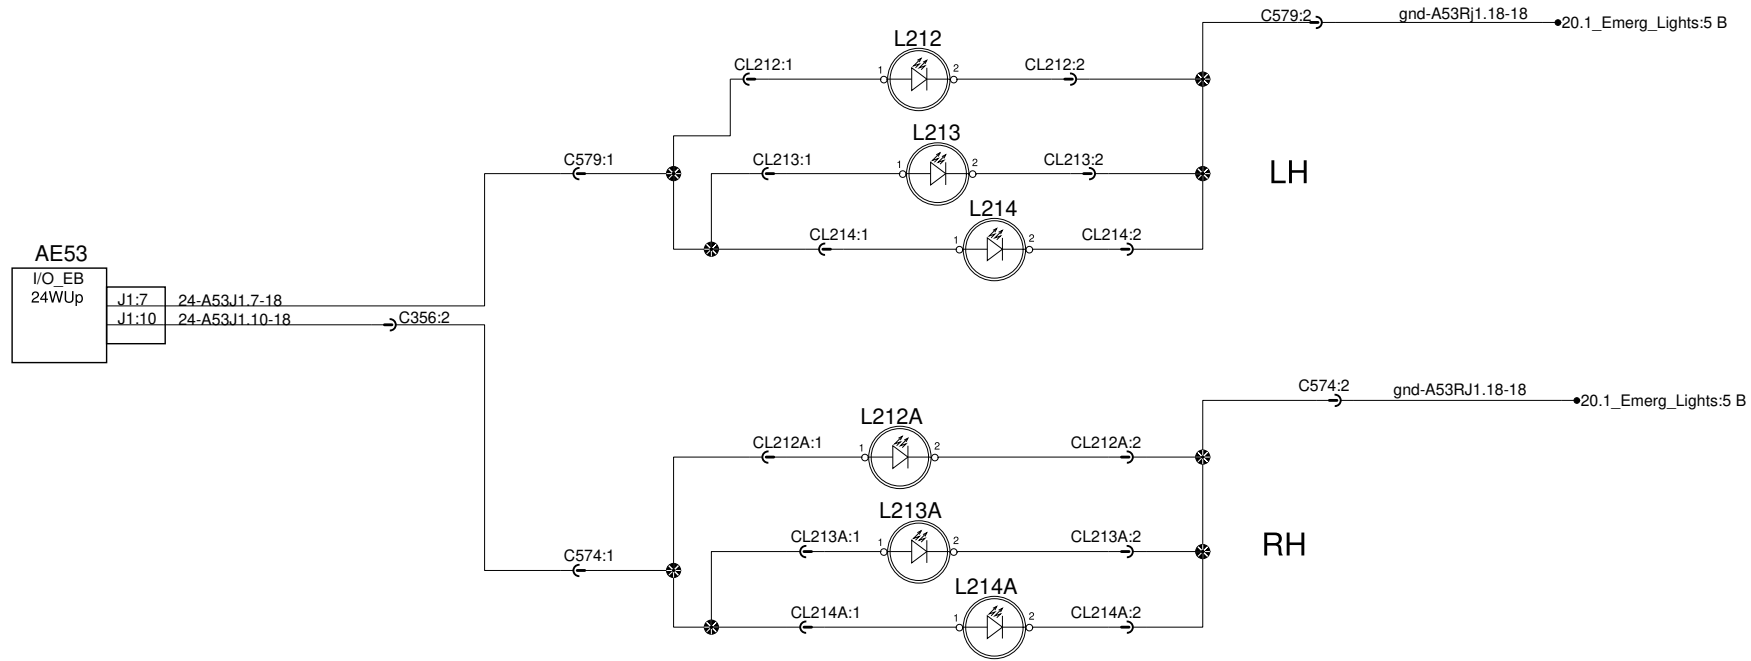 C579:2
gnd-A53Rj1.18-18
20.1_Emerg_Lights:5 B
L212
CL212:1
1
2
CL212:2
L213
C579:1
CL213:1
1
2
CL213:2
LH
L214
CL214:1
1
2
CL214:2
AE53
I/O_EB
24WUp
J1:7
24-A53J1.7-18
J1:10
24-A53J1.10-18
C356:2
C574:2
gnd-A53RJ1.18-18
20.1_Emerg_Lights:5 B
L212A
CL212A:1
1
2
CL212A:2
L213A
CL213A:1
1
2
CL213A:2
RH
C574:1
L214A
CL214A:1
1
2
CL214A:2